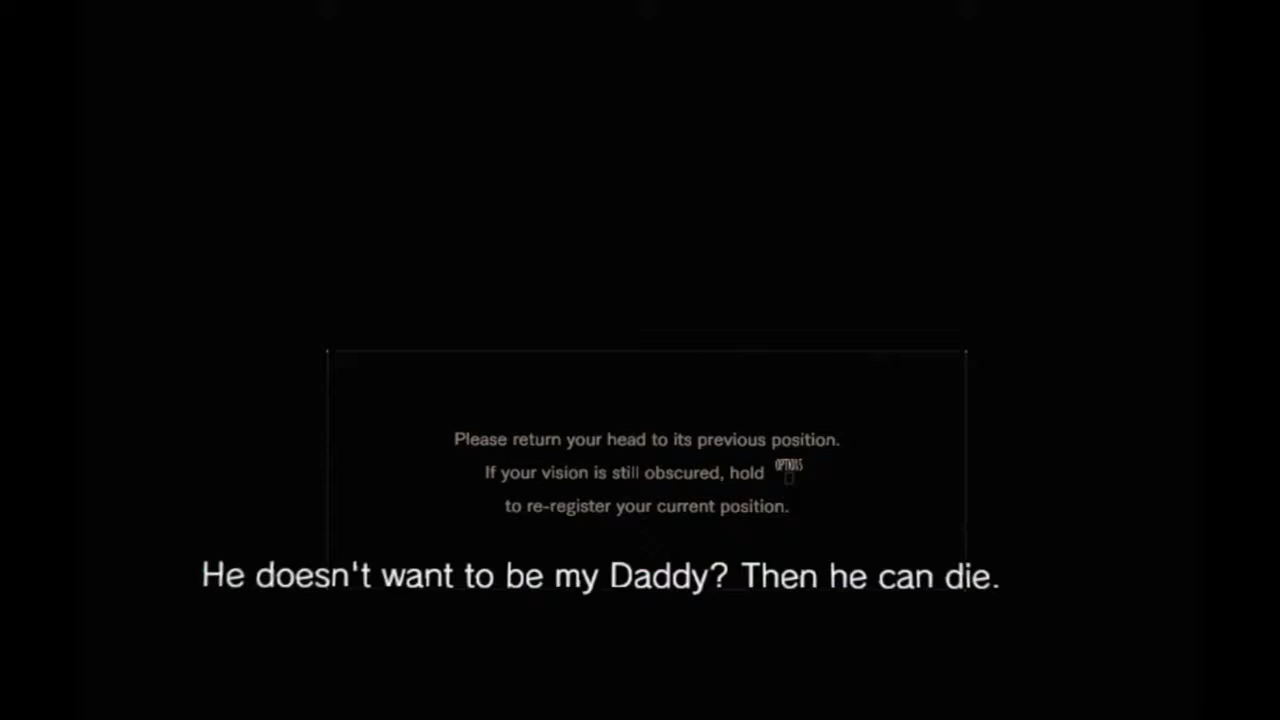 Please return your head to its previous position.
If your vision is still obscured, hold OPTIONS
to re-register your current position.
He doesn't want to be my Daddy? Then he can die.